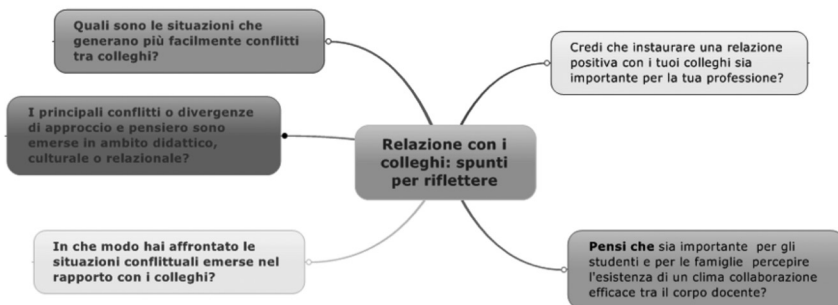 Quali sono le situazioni che
generano più facilmente conflitti
tra colleghi?
I principali conflitti o divergenze
di approccio e pensiero sono
emerse in ambito didattico,
culturale o relazionale?
In che modo hai affrontato le
situazioni conflittuali emerse nel
rapporto con i colleghi?
Relazione con i
colleghi: spunti
per riflettere
Credi che instaurare una relazione
positiva con i tuoi colleghi sia
importante per la tua professione?
Pensi che sia importante per gli
studenti e per le famiglie percepire
l'esistenza di un clima collaborazione
efficace tra il corpo docente?